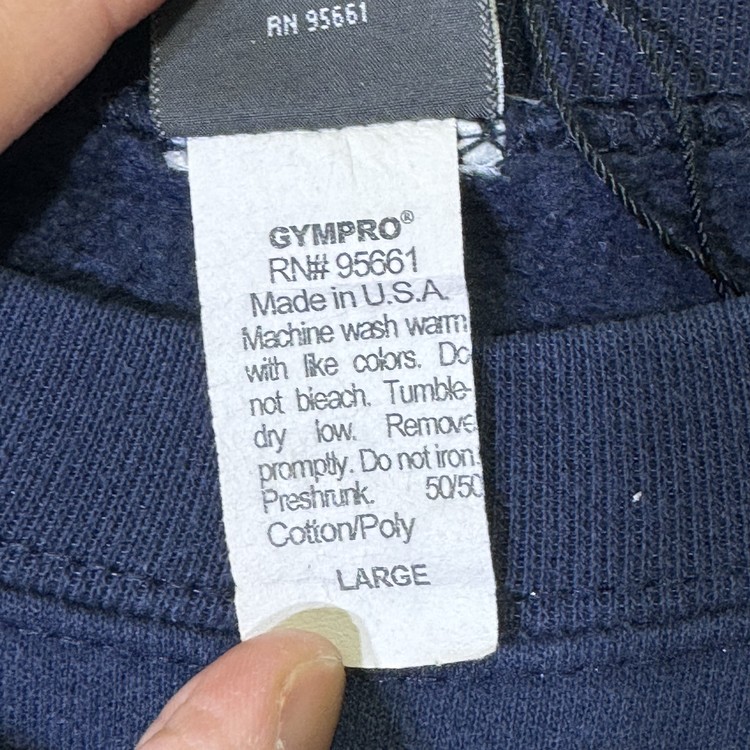 RN 95661
GYMPRO®
RN# 95661
Made in U.S.A.
Machine wash warm
with like colors. Do
not bleach. Tumble-
dry low. Remove
promptly. Do not iron.
Preshrunk. 50/50
Cotton/Poly
LARGE